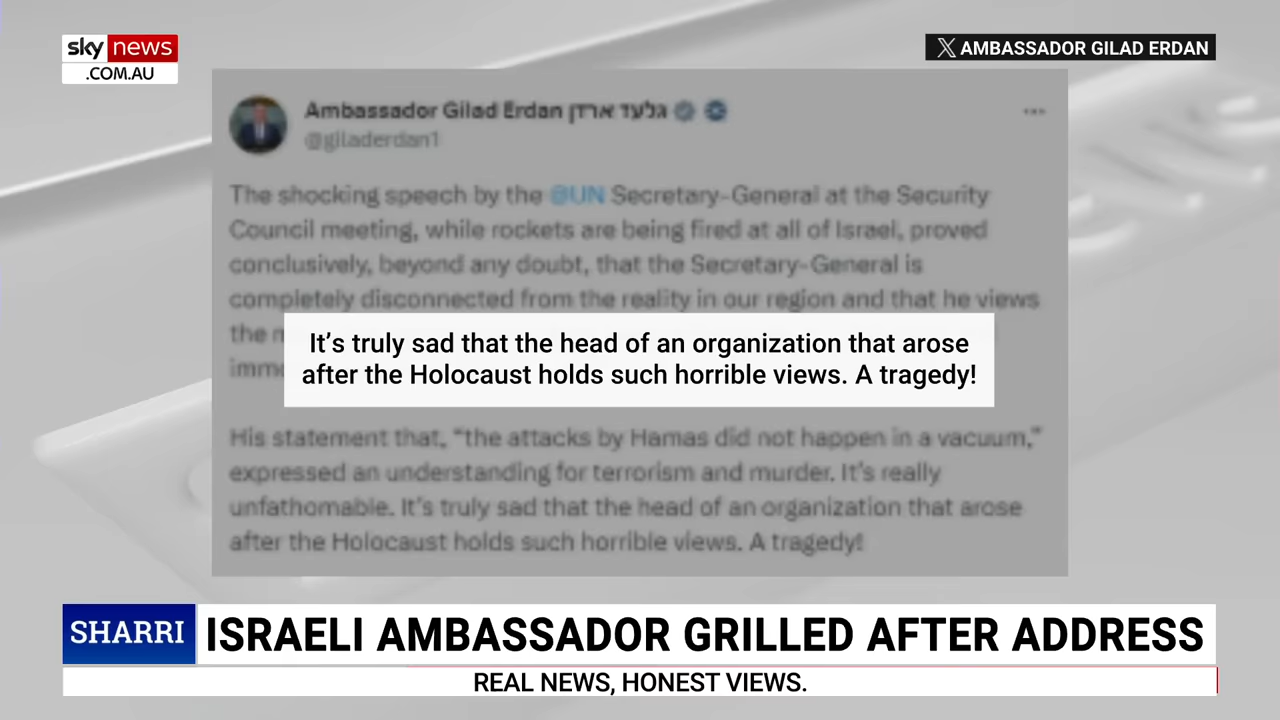 sky news
.COM.AU
X AMBASSADOR GILAD ERDAN
Ambassador Gilad Erdan גלעד ארדן
@giladerdan1
The shocking speech by the @UN Secretary-General at the Security
Council meeting, while rockets are being fired at all of Israel, proved
conclusively, beyond any doubt, that the Secretary-General is
completely disconnected from the reality in our region and that he views
the
It’s truly sad that the head of an organization that arose
after the Holocaust holds such horrible views. A tragedy!
His statement that, “the attacks by Hamas did not happen in a vacuum,”
expressed an understanding for terrorism and murder. It’s really
unfathomable. It’s truly sad that the head of an organization that arose
after the Holocaust holds such horrible views. A tragedy!
SHARRI
ISRAELI AMBASSADOR GRILLED AFTER ADDRESS
REAL NEWS, HONEST VIEWS.